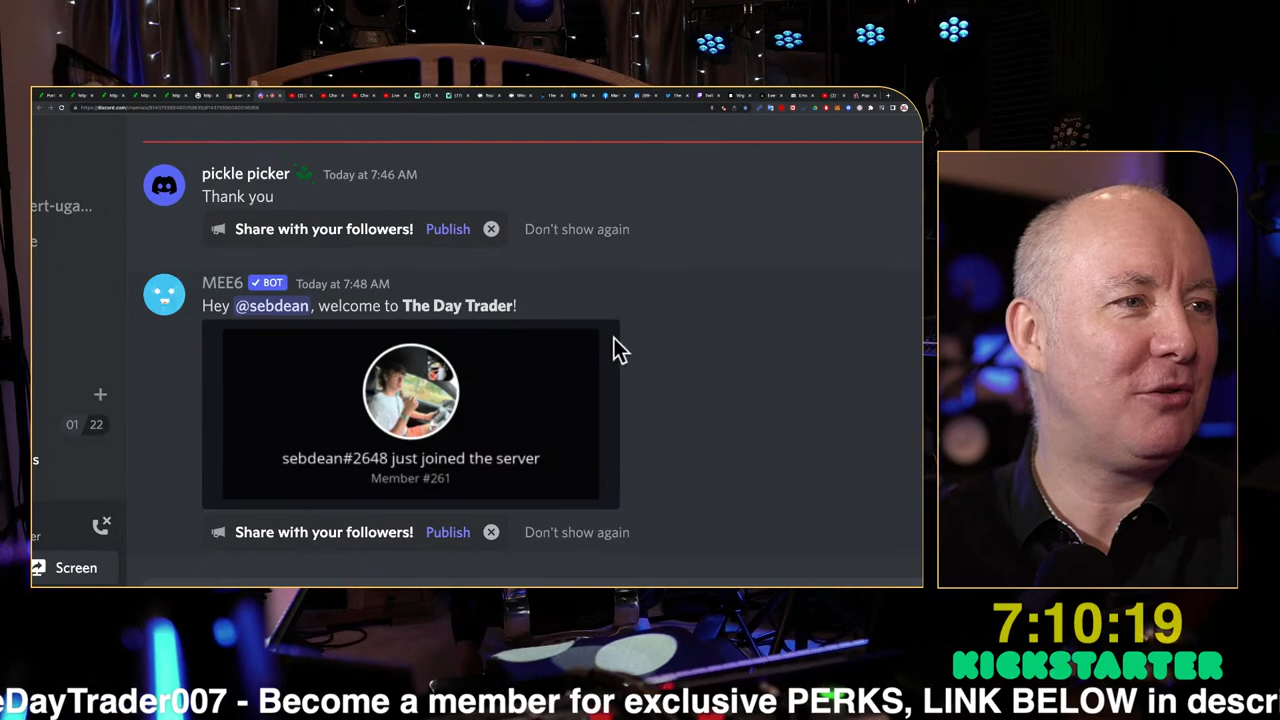 pickle picker Today at 7:46 AM
Thank you
Share with your followers! Publish Don't show again
ert-uga...
MEE6 BOT Today at 7:48 AM
Hey @sebdean, welcome to The Day Trader!
sebdean#2648 just joined the server
Member #261
01 22
Share with your followers! Publish Don't show again
Screen
7:10:19
KICKSTARTER
eDayTrader007 - Become a member for exclusive PERKS, LINK BELOW in descr